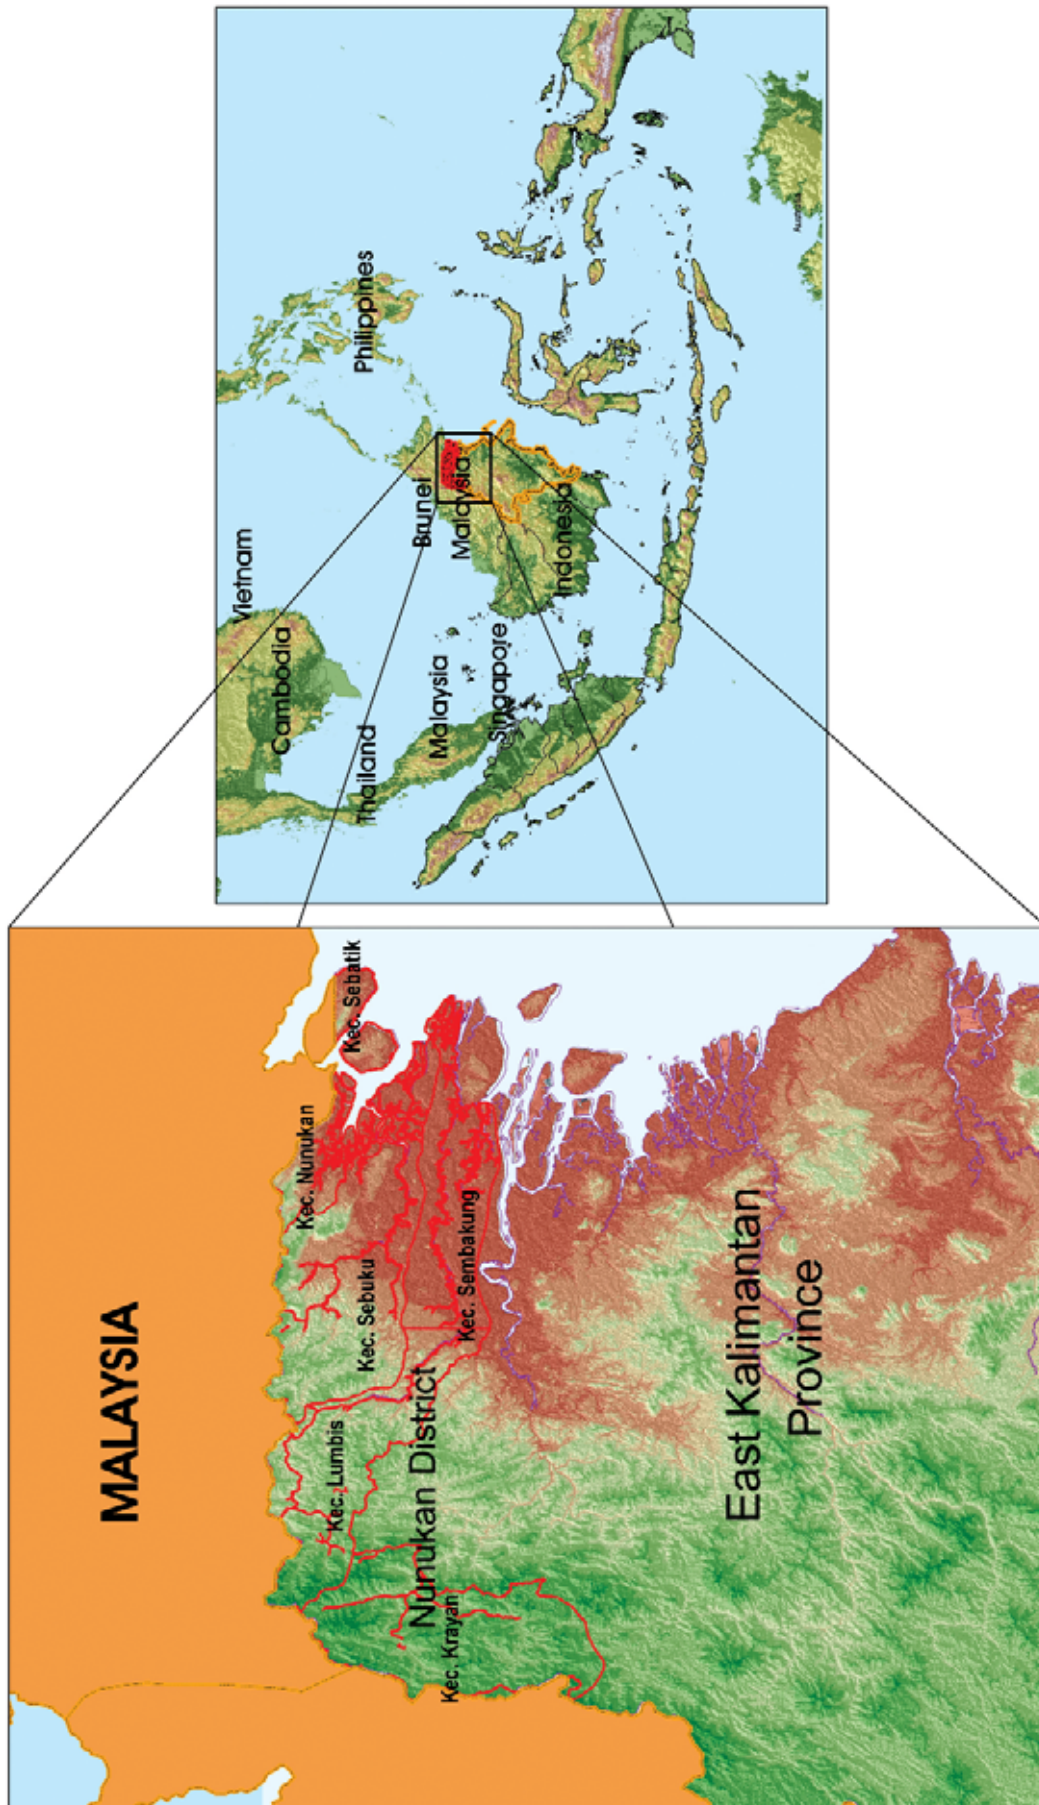 Vietnam
Cambodia
Philippines
Thailand
Brunei
Malaysia
Malaysia
Singapore
Indonesia
Australia
MALAYSIA
Kec. Sebatik
Kec. Nunukan
Kec. Sebuku
Kec. Sembakung
Kec. Lumbis
Nunukan District
Kec. Krayan
East Kalimantan
Province